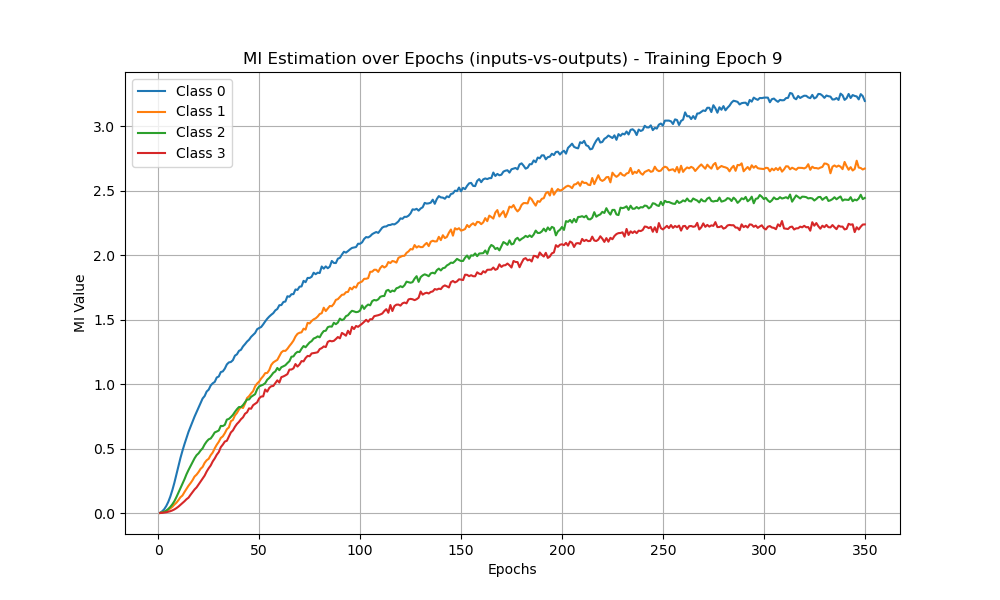 MI Estimation over Epochs (inputs-vs-outputs) - Training Epoch 9
Class 0
Class 1
Class 2
Class 3
MI Value
3.0
2.5
2.0
1.5
1.0
0.5
0.0
0 50 100 150 200 250 300 350
Epochs